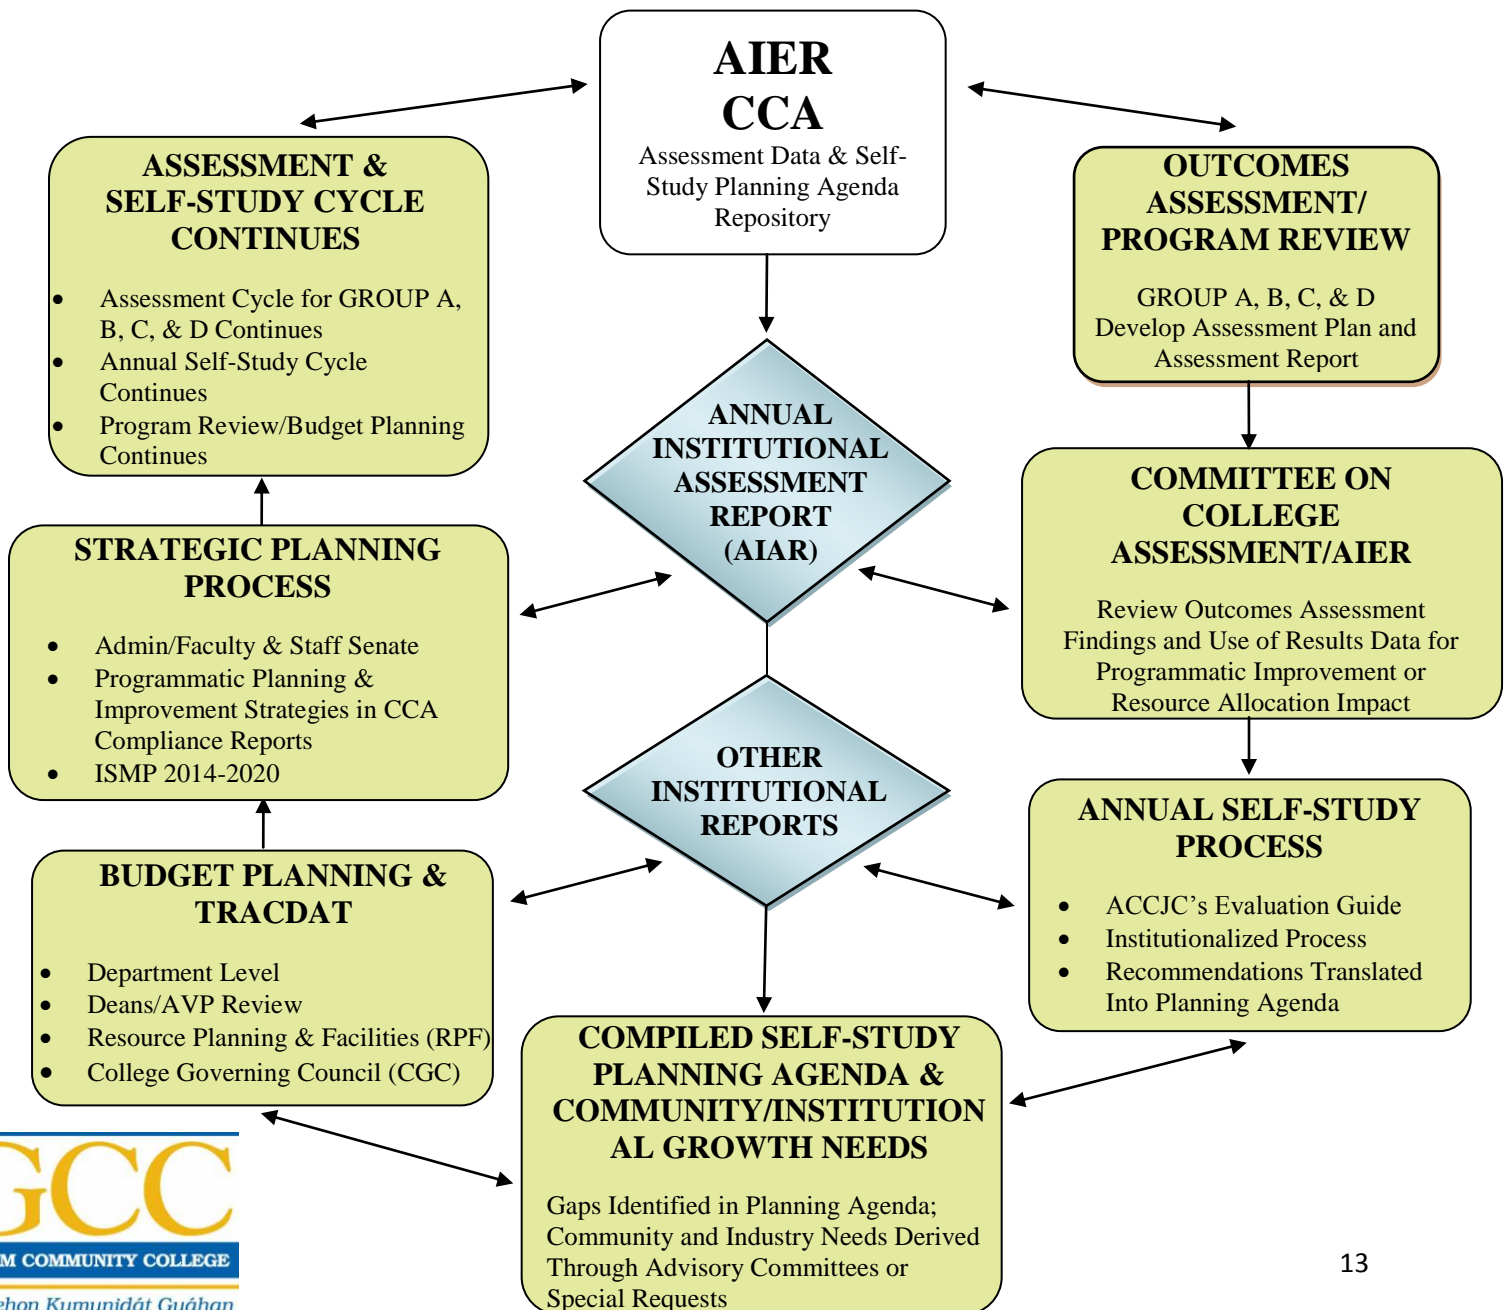 AIER
CCA
Assessment Data & Self-
Study Planning Agenda
Repository
ASSESSMENT &
SELF-STUDY CYCLE
CONTINUES
• Assessment Cycle for GROUP A,
B, C, & D Continues
• Annual Self-Study Cycle
Continues
• Program Review/Budget Planning
Continues
OUTCOMES
ASSESSMENT/
PROGRAM REVIEW
GROUP A, B, C, & D
Develop Assessment Plan and
Assessment Report
ANNUAL
INSTITUTIONAL
ASSESSMENT
REPORT
(AIAR)
COMMITTEE ON
COLLEGE
ASSESSMENT/AIER
Review Outcomes Assessment
Findings and Use of Results Data for
Programmatic Improvement or
Resource Allocation Impact
STRATEGIC PLANNING
PROCESS
• Admin/Faculty & Staff Senate
• Programmatic Planning &
Improvement Strategies in CCA
Compliance Reports
• ISMP 2014-2020
OTHER
INSTITUTIONAL
REPORTS
ANNUAL SELF-STUDY
PROCESS
• ACCJC’s Evaluation Guide
• Institutionalized Process
• Recommendations Translated
Into Planning Agenda
BUDGET PLANNING &
TRACDAT
• Department Level
• Deans/AVP Review
• Resource Planning & Facilities (RPF)
• College Governing Council (CGC)
COMPILED SELF-STUDY
PLANNING AGENDA &
COMMUNITY/INSTITUTION
AL GROWTH NEEDS
Gaps Identified in Planning Agenda;
Community and Industry Needs Derived
Through Advisory Committees or
Special Requests
GCC
M COMMUNITY COLLEGE
ehon Kumunidát Guáhan
13